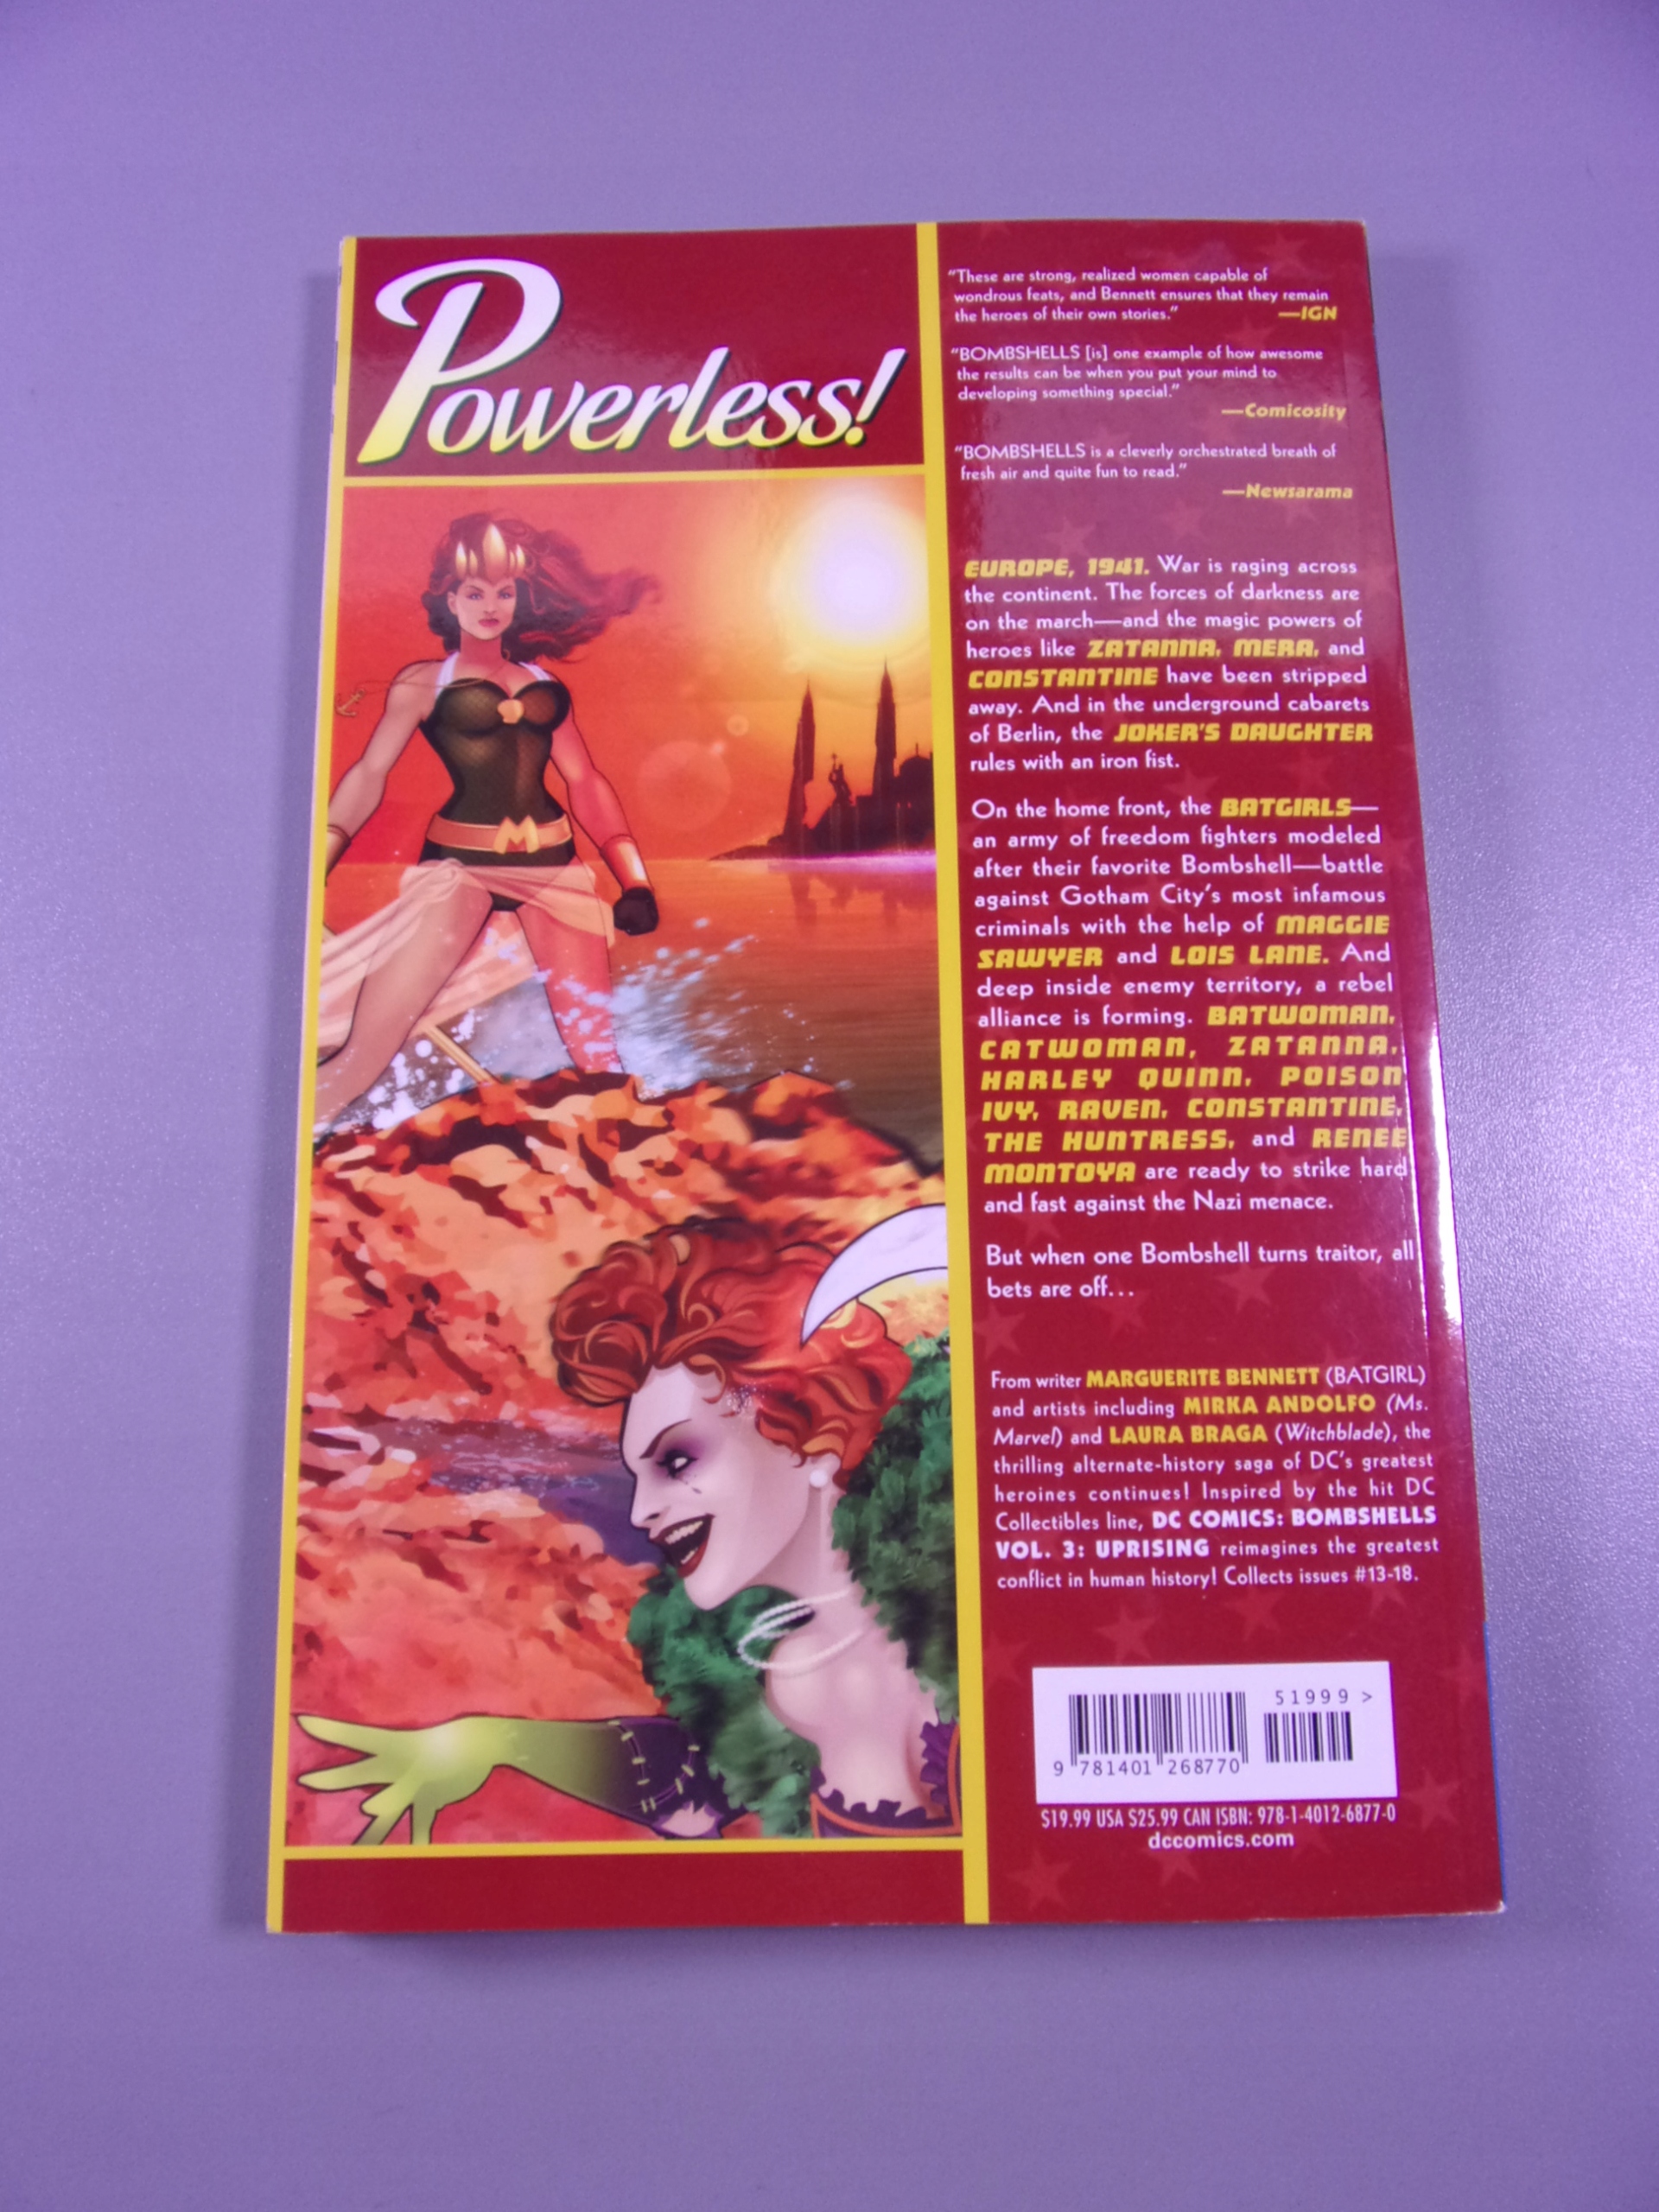 Powerless!
“These are strong, realized women capable of
wondrous feats, and Bennett ensures that they remain
the heroes of their own stories.” —IGN
“BOMBSHELLS [is] one example of how awesome
the results can be when you put your mind to
developing something special.”
—Comicosity
“BOMBSHELLS is a cleverly orchestrated breath of
fresh air and quite fun to read.”
—Newsarama
EUROPE, 1941. War is raging across
the continent. The forces of darkness are
on the march—and the magic powers of
heroes like ZATANNA, MERA, and
CONSTANTINE have been stripped
away. And in the underground cabarets
of Berlin, the JOKER'S DAUGHTER
rules with an iron fist.
On the home front, the BATGIRLS—
an army of freedom fighters modeled
after their favorite Bombshell—battle
against Gotham City's most infamous
criminals with the help of MAGGIE
SAWYER and LOIS LANE. And
deep inside enemy territory, a rebel
alliance is forming. BATWOMAN,
CATWOMAN, ZATANNA,
HARLEY QUINN, POISON
IVY, RAVEN, CONSTANTINE,
THE HUNTRESS, and RENEE
MONTOYA are ready to strike hard
and fast against the Nazi menace.
But when one Bombshell turns traitor, all
bets are off...
From writer MARGUERITE BENNETT (BATGIRL)
and artists including MIRKA ANDOLFO (Ms.
Marvel) and LAURA BRAGA (Witchblade), the
thrilling alternate-history saga of DC's greatest
heroines continues! Inspired by the hit DC
Collectibles line, DC COMICS: BOMBSHELLS
VOL. 3: UPRISING reimagines the greatest
conflict in human history! Collects issues #13-18.
51999 >
9 781401 268770
$19.99 USA $25.99 CAN ISBN: 978-1-4012-6877-0
dccomics.com
M